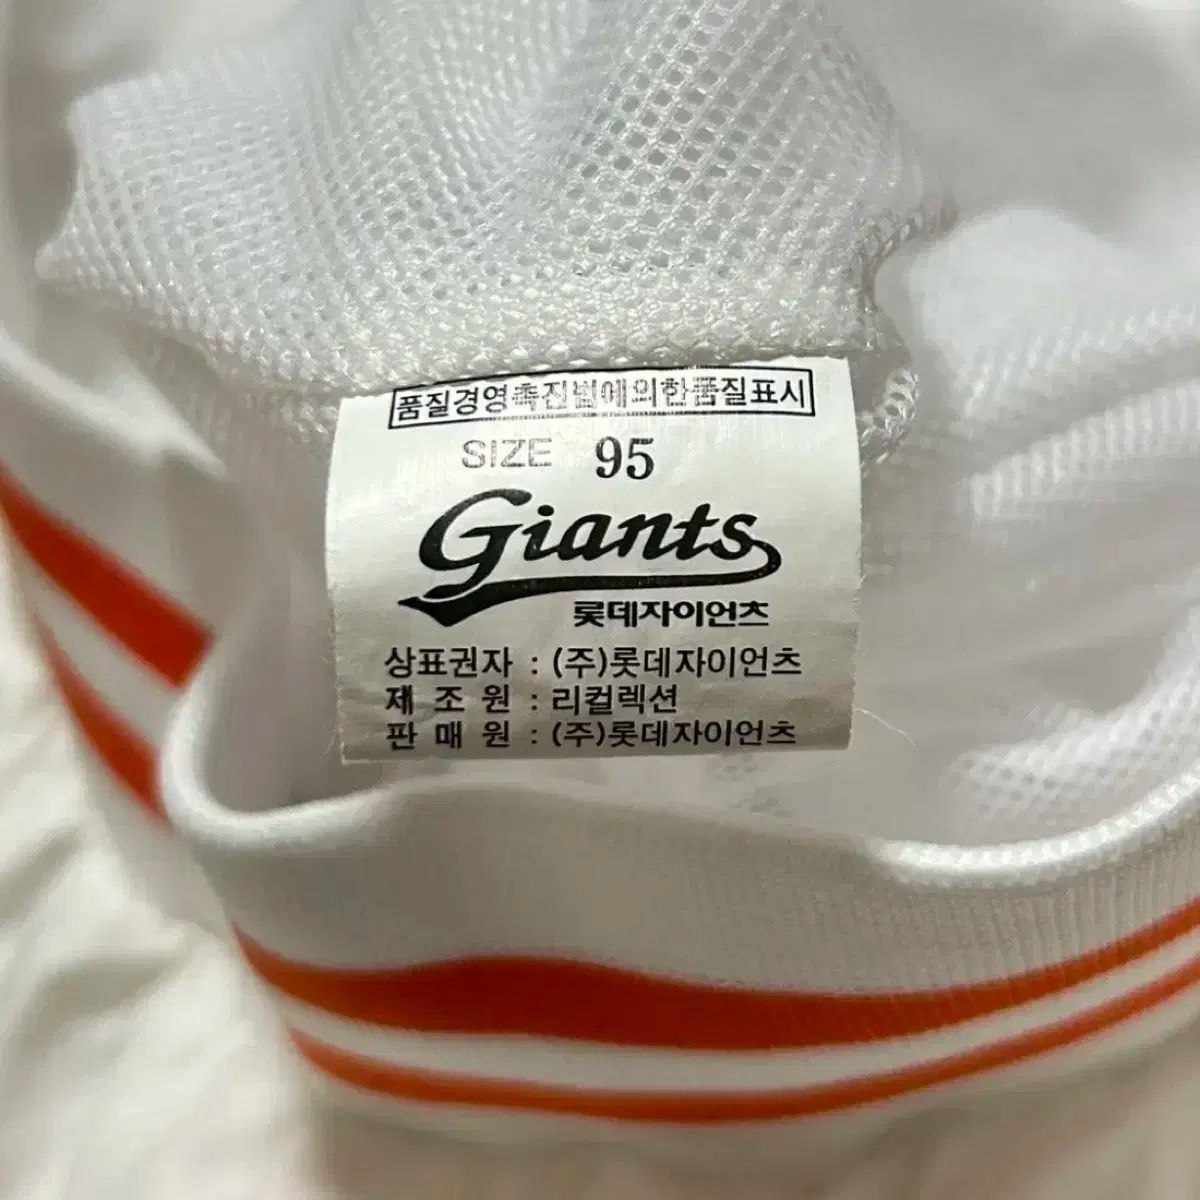 품질경영촉진법에의한품질표시
SIZE 95
Giants
롯데자이언츠
상표권자 : (주)롯데자이언츠
제 조 원 : 리컬렉션
판 매 원 : (주)롯데자이언츠